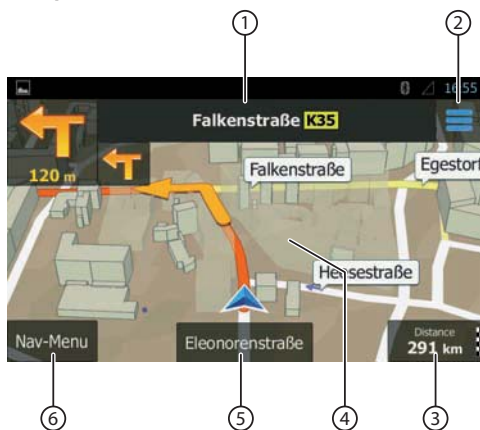 1 2
16:55
Falkenstraße K35
120 m
Falkenstraße
Egestorf
Hensestraße
Nav-Menu
Eleonorenstraße
Distance
291 km
6 5 4 3